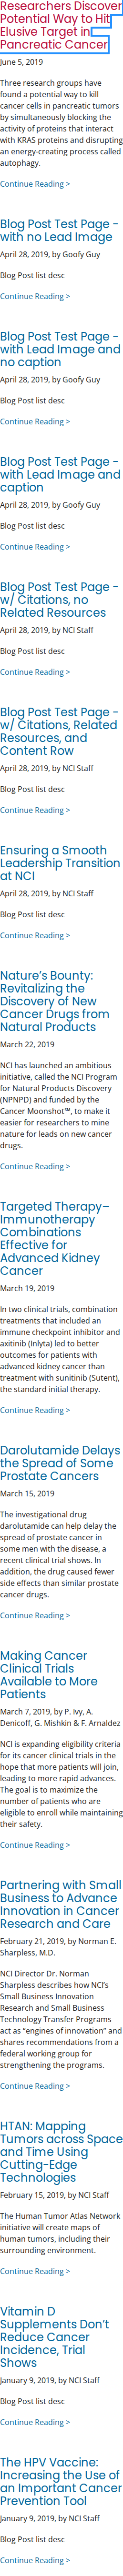 Researchers Discover
Potential Way to Hit
Elusive Target in
Pancreatic Cancer
June 5, 2019
Three research groups have
found a potential way to kill
cancer cells in pancreatic tumors
by simultaneously blocking the
activity of proteins that interact
with KRAS proteins and disrupting
an energy-creating process called
autophagy.
Continue Reading >
Blog Post Test Page -
with no Lead Image
April 28, 2019, by Goofy Guy
Blog Post list desc
Continue Reading >
Blog Post Test Page -
with Lead Image and
no caption
April 28, 2019, by Goofy Guy
Blog Post list desc
Continue Reading >
Blog Post Test Page -
with Lead Image and
caption
April 28, 2019, by Goofy Guy
Blog Post list desc
Continue Reading >
Blog Post Test Page -
w/ Citations, no
Related Resources
April 28, 2019, by NCI Staff
Blog Post list desc
Continue Reading >
Blog Post Test Page -
w/ Citations, Related
Resources, and
Content Row
April 28, 2019, by NCI Staff
Blog Post list desc
Continue Reading >
Ensuring a Smooth
Leadership Transition
at NCI
April 28, 2019, by NCI Staff
Blog Post list desc
Continue Reading >
Nature’s Bounty:
Revitalizing the
Discovery of New
Cancer Drugs from
Natural Products
March 22, 2019
NCI has launched an ambitious
initiative, called the NCI Program
for Natural Products Discovery
(NPNPD) and funded by the
Cancer Moonshot℠, to make it
easier for researchers to mine
nature for leads on new cancer
drugs.
Continue Reading >
Targeted Therapy–
Immunotherapy
Combinations
Effective for
Advanced Kidney
Cancer
March 19, 2019
In two clinical trials, combination
treatments that included an
immune checkpoint inhibitor and
axitinib (Inlyta) led to better
outcomes for patients with
advanced kidney cancer than
treatment with sunitinib (Sutent),
the standard initial therapy.
Continue Reading >
Darolutamide Delays
the Spread of Some
Prostate Cancers
March 15, 2019
The investigational drug
darolutamide can help delay the
spread of prostate cancer in
some men with the disease, a
recent clinical trial shows. In
addition, the drug caused fewer
side effects than similar prostate
cancer drugs.
Continue Reading >
Making Cancer
Clinical Trials
Available to More
Patients
March 7, 2019, by P. Ivy, A.
Denicoff, G. Mishkin & F. Arnaldez
NCI is expanding eligibility criteria
for its cancer clinical trials in the
hope that more patients will join,
leading to more rapid advances.
The goal is to maximize the
number of patients who are
eligible to enroll while maintaining
their safety.
Continue Reading >
Partnering with Small
Business to Advance
Innovation in Cancer
Research and Care
February 21, 2019, by Norman E.
Sharpless, M.D.
NCI Director Dr. Norman
Sharpless describes how NCI’s
Small Business Innovation
Research and Small Business
Technology Transfer Programs
act as “engines of innovation” and
shares recommendations from a
federal working group for
strengthening the programs.
Continue Reading >
HTAN: Mapping
Tumors across Space
and Time Using
Cutting-Edge
Technologies
February 15, 2019, by NCI Staff
The Human Tumor Atlas Network
initiative will create maps of
human tumors, including their
surrounding environment.
Continue Reading >
Vitamin D
Supplements Don’t
Reduce Cancer
Incidence, Trial
Shows
January 9, 2019, by NCI Staff
Blog Post list desc
Continue Reading >
The HPV Vaccine:
Increasing the Use of
an Important Cancer
Prevention Tool
January 9, 2019, by NCI Staff
Blog Post list desc
Continue Reading >